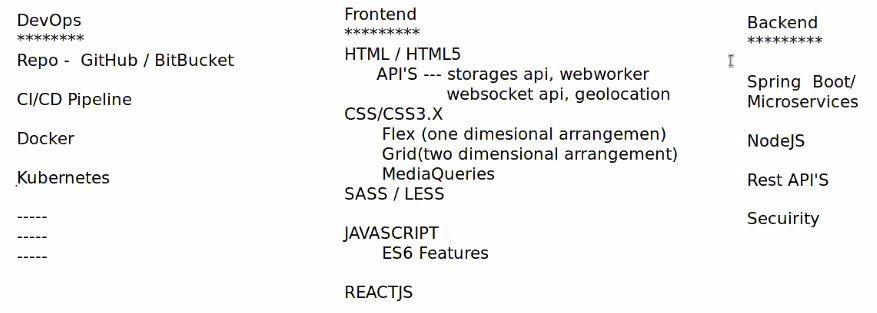 DevOps
********
Repo -  GitHub / BitBucket
CI/CD Pipeline
Docker
Kubernetes
-----
-----
-----
Frontend
*********
HTML / HTML5
API'S --- storages api, webworker
websocket api, geolocation
CSS/CSS3.X
Flex (one dimesional arrangemen)
Grid(two dimensional arrangement)
MediaQueries
SASS / LESS
JAVASCRIPT
ES6 Features
REACTJS
Backend
*********
Spring  Boot/
Microservices
NodeJS
Rest API'S
Secuirity